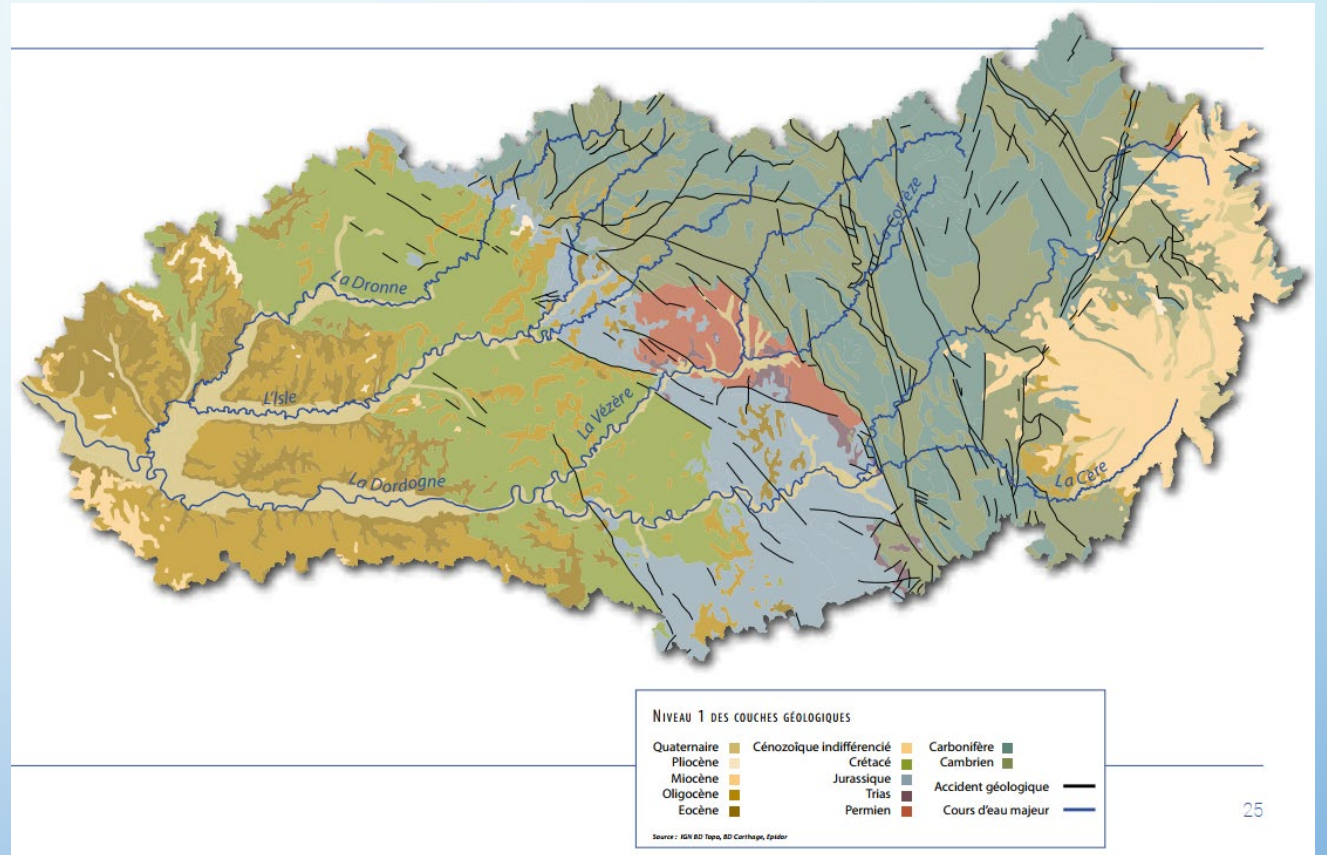 La Dronne
L'Isle
La Dordogne
La Vézère
La Corrèze
La Cère
NIVEAU 1 DES COUCHES GÉOLOGIQUES
Quaternaire
Pliocène
Miocène
Oligocène
Eocène
Cénozoïque indifférencié
Crétacé
Jurassique
Trias
Permien
Carbonifère
Cambrien
Accident géologique
Cours d'eau majeur
Source : IGN BD Topo, BD Carthage, Epidor
25